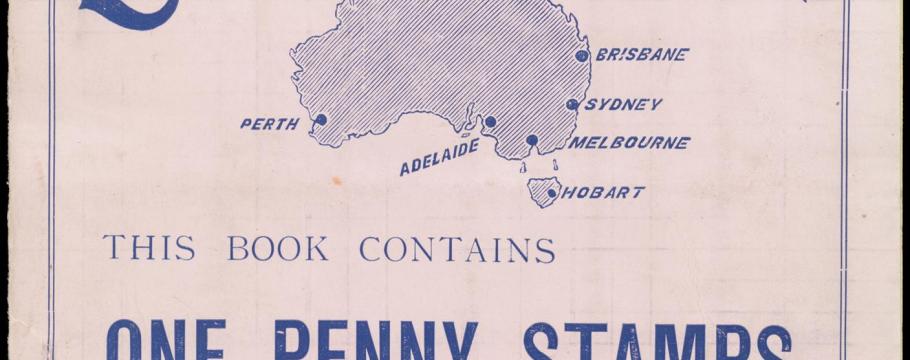 BRISBANE
SYDNEY
PERTH
MELBOURNE
ADELAIDE
HOBART
THIS BOOK CONTAINS
ONE PENNY STAMPS